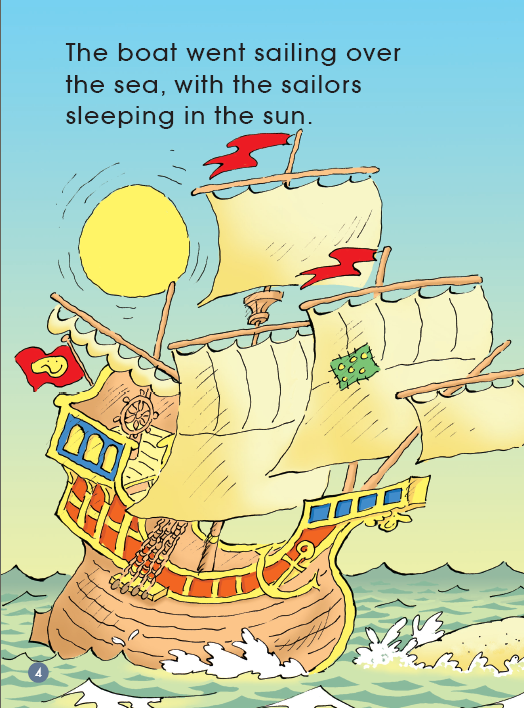 The boat went sailing over
the sea, with the sailors
sleeping in the sun.
4